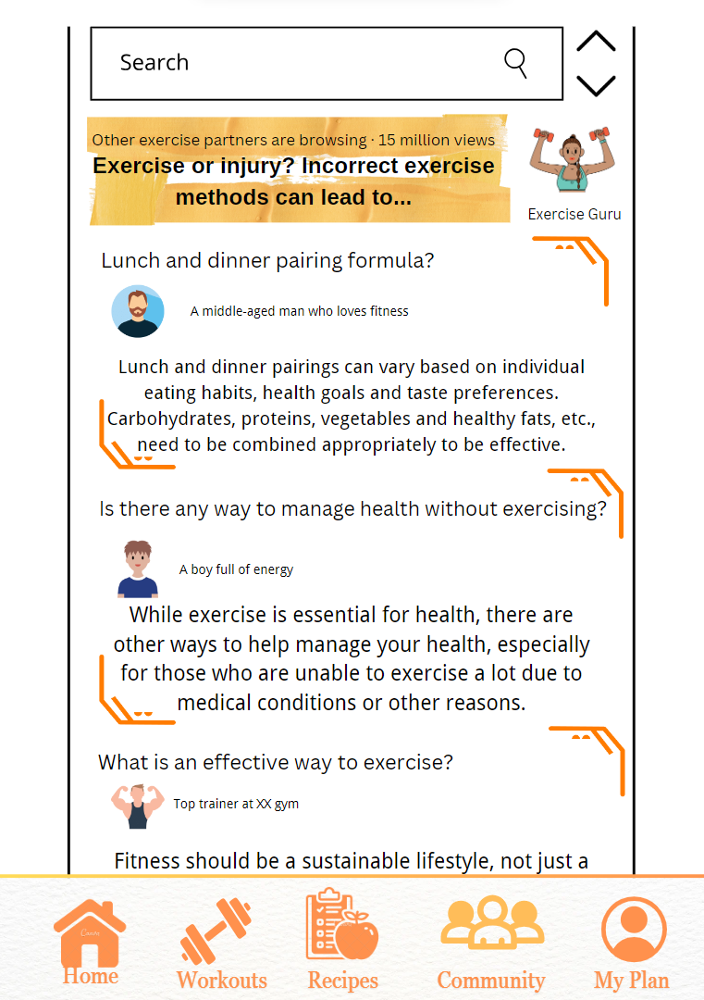 Search
Other exercise partners are browsing · 15 million views
Exercise or injury? Incorrect exercise
methods can lead to...
Exercise Guru
Lunch and dinner pairing formula?
A middle-aged man who loves fitness
Lunch and dinner pairings can vary based on individual
eating habits, health goals and taste preferences.
Carbohydrates, proteins, vegetables and healthy fats, etc.,
need to be combined appropriately to be effective.
Is there any way to manage health without exercising?
A boy full of energy
While exercise is essential for health, there are
other ways to help manage your health, especially
for those who are unable to exercise a lot due to
medical conditions or other reasons.
What is an effective way to exercise?
Top trainer at XX gym
Fitness should be a sustainable lifestyle, not just a
Canva
Home
Workouts
Recipes
Community
My Plan